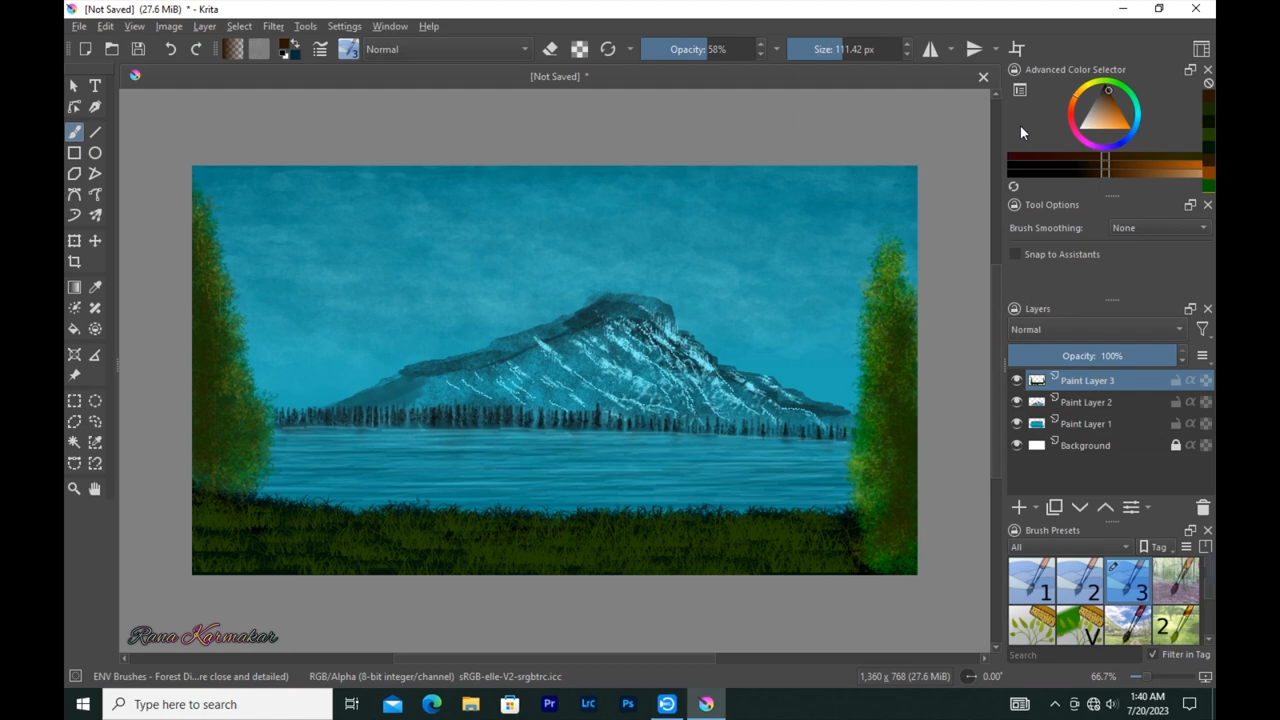 [Not Saved] (27.6 MiB) * - Krita
File Edit View Image Layer Select Filter Tools Settings Window Help
3 Normal Opacity: 58% Size: 111.42 px
[Not Saved] *
Advanced Color Selector
Tool Options
Brush Smoothing: None
Snap to Assistants
Layers
Normal
Opacity: 100%
Paint Layer 3
Paint Layer 2
Paint Layer 1
Background
Brush Presets
All Tag
1 2 3
V 2
Search Filter in Tag
Rana Karmakar
ENV Brushes - Forest Di...re close and detailed) RGB/Alpha (8-bit integer/channel) sRGB-elle-V2-srgbtrc.icc 1,360 x 768 (27.6 MiB) 0.00° 66.7%
Type here to search Pr Lrc Ps 1:40 AM
7/20/2023